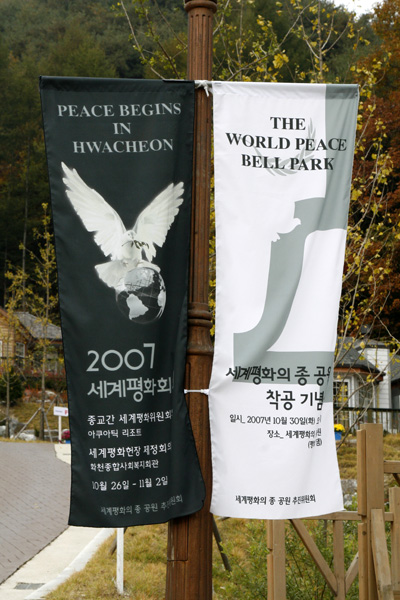 PEACE BEGINS
IN
HWACHEON
2007
세계평화회
종교간 세계평화위원회
아쿠아틱 리조트
세계평화헌장 제정회의
화천종합사회복지회관
10월 26일 - 11월 2일
세계평화의 종 공원 추진위원회
THE
WORLD PEACE
BELL PARK
세계평화의 종 공원
착공 기념
일시_ 2007년 10월 30일(화)
장소_ 세계평화의
세계평화의 종 공원 추진위원회